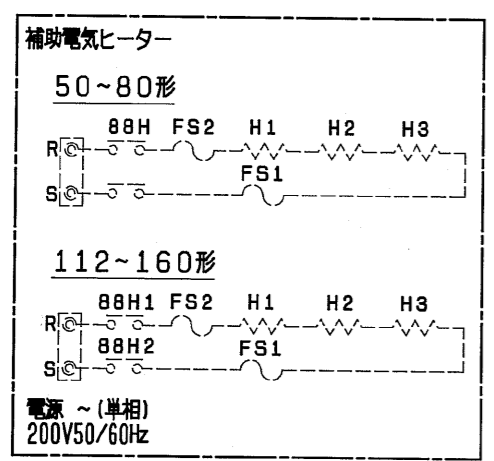 補助電気ヒーター
50~80形
88H FS2 H1 H2 H3
R
FS1
S
112~160形
88H1 FS2 H1 H2 H3
R
88H2 FS1
S
電源 ~(単相)
200V50/60Hz